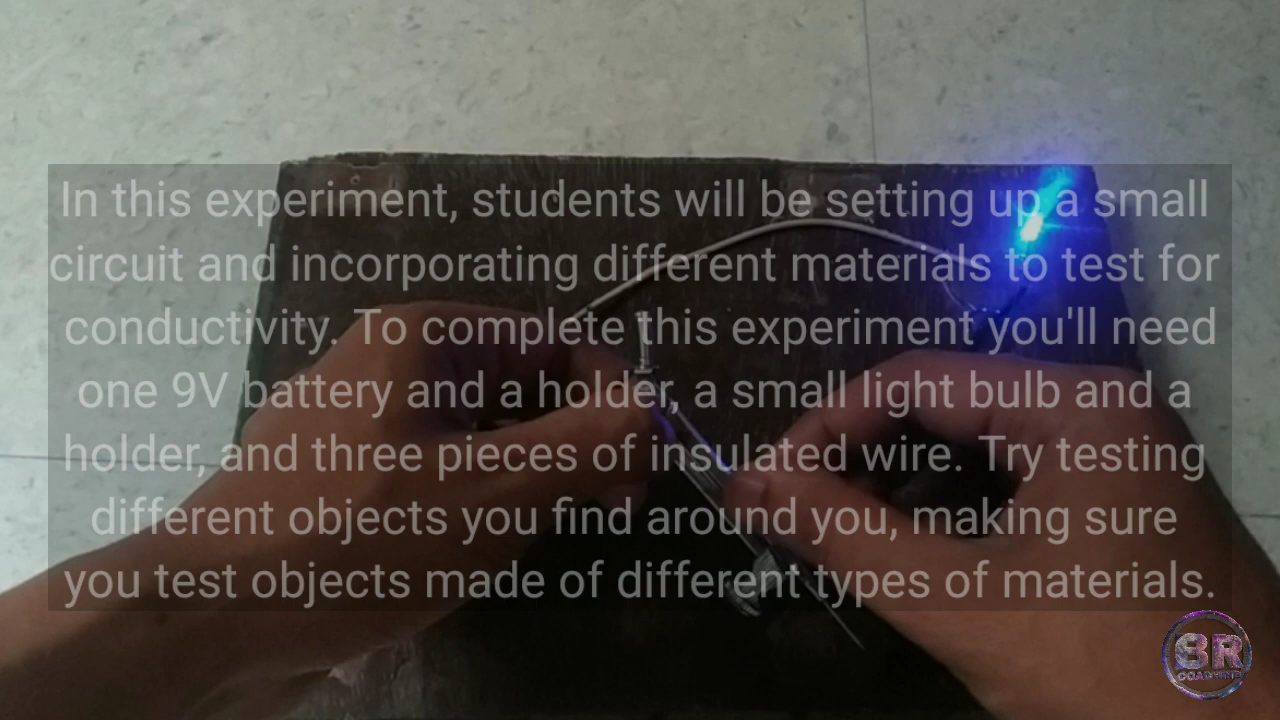 In this experiment, students will be setting up a small
circuit and incorporating different materials to test for
conductivity. To complete this experiment you'll need
one 9V battery and a holder, a small light bulb and a
holder, and three pieces of insulated wire. Try testing
different objects you find around you, making sure
you test objects made of different types of materials.
COACHING